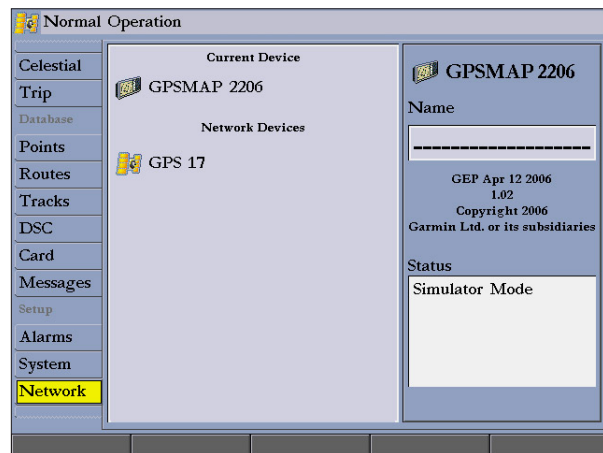 Normal Operation
Celestial
Trip
Database
Points
Routes
Tracks
DSC
Card
Messages
Setup
Alarms
System
Network
Current Device
GPSMAP 2206
Network Devices
GPS 17
GPSMAP 2206
Name
-------------------
GEP Apr 12 2006
1.02
Copyright 2006
Garmin Ltd. or its subsidiaries
Status
Simulator Mode